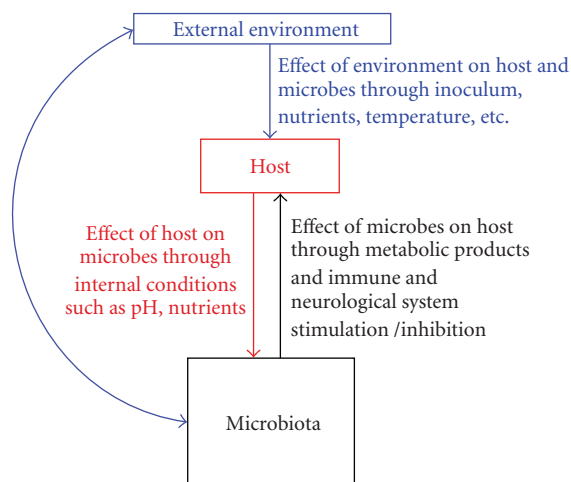 External environment
Effect of environment on host and
microbes through inoculum,
nutrients, temperature, etc.
Host
Effect of host on
microbes through
internal conditions
such as pH, nutrients
Effect of microbes on host
through metabolic products
and immune and
neurological system
stimulation /inhibition
Microbiota